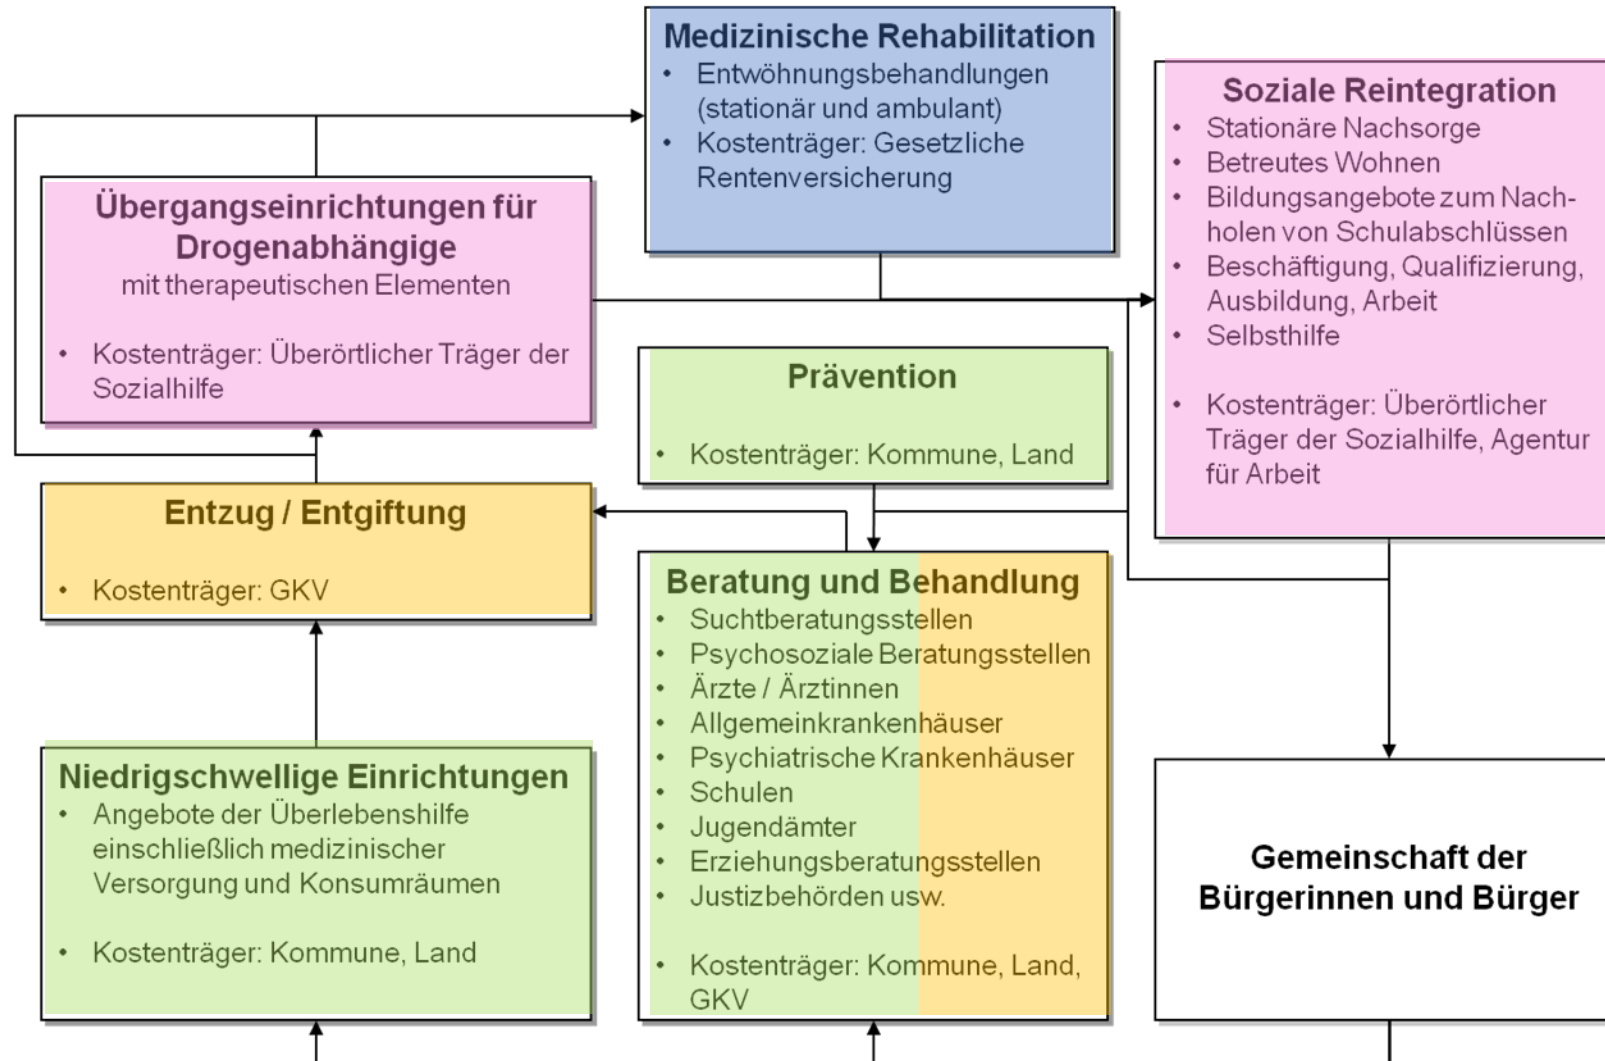 Medizinische Rehabilitation
• Entwöhnungsbehandlungen
(stationär und ambulant)
• Kostenträger: Gesetzliche
Rentenversicherung
Soziale Reintegration
• Stationäre Nachsorge
• Betreutes Wohnen
• Bildungsangebote zum Nach-
holen von Schulabschlüssen
• Beschäftigung, Qualifizierung,
Ausbildung, Arbeit
• Selbsthilfe
• Kostenträger: Überörtlicher
Träger der Sozialhilfe, Agentur
für Arbeit
Übergangseinrichtungen für
Drogenabhängige
mit therapeutischen Elementen
• Kostenträger: Überörtlicher Träger der
Sozialhilfe
Prävention
• Kostenträger: Kommune, Land
Entzug / Entgiftung
• Kostenträger: GKV
Beratung und Behandlung
• Suchtberatungsstellen
• Psychosoziale Beratungsstellen
• Ärzte / Ärztinnen
• Allgemeinkrankenhäuser
• Psychiatrische Krankenhäuser
• Schulen
• Jugendämter
• Erziehungsberatungsstellen
• Justizbehörden usw.
• Kostenträger: Kommune, Land,
GKV
Niedrigschwellige Einrichtungen
• Angebote der Überlebenshilfe
einschließlich medizinischer
Versorgung und Konsumräumen
• Kostenträger: Kommune, Land
Gemeinschaft der
Bürgerinnen und Bürger